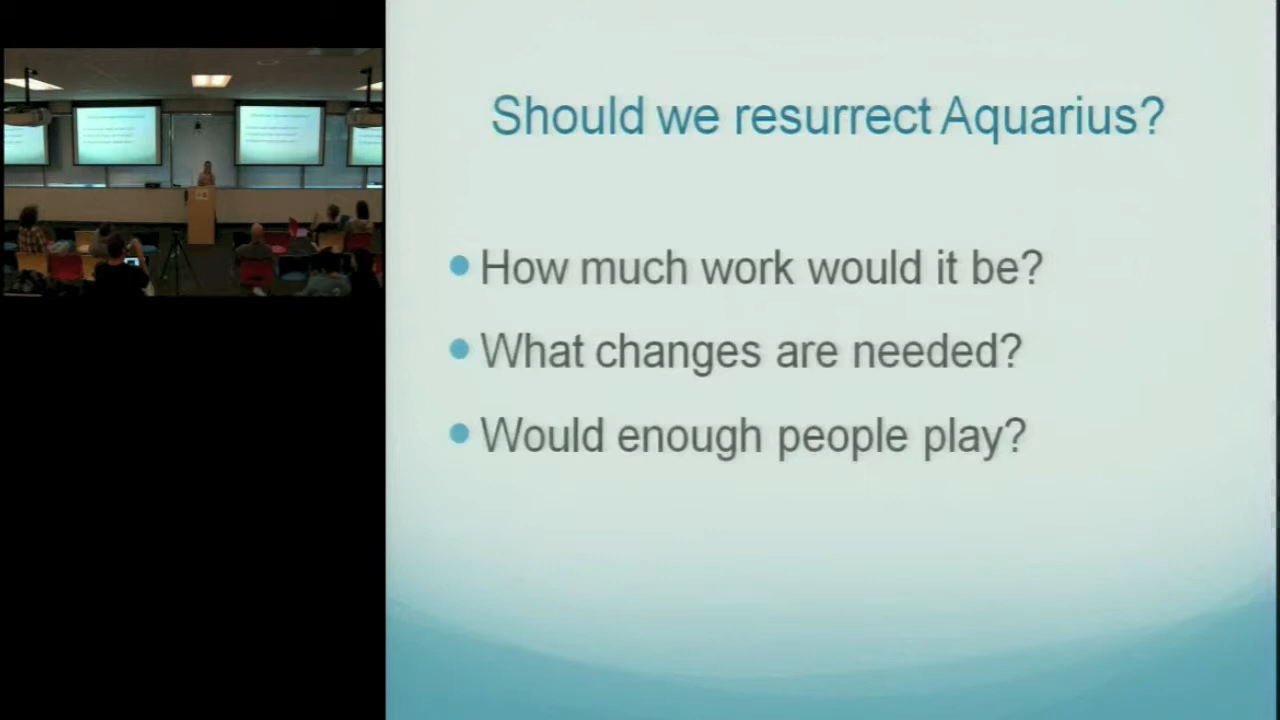 Should we resurrect Aquarius?
How much work would it be?
What changes are needed?
Would enough people play?